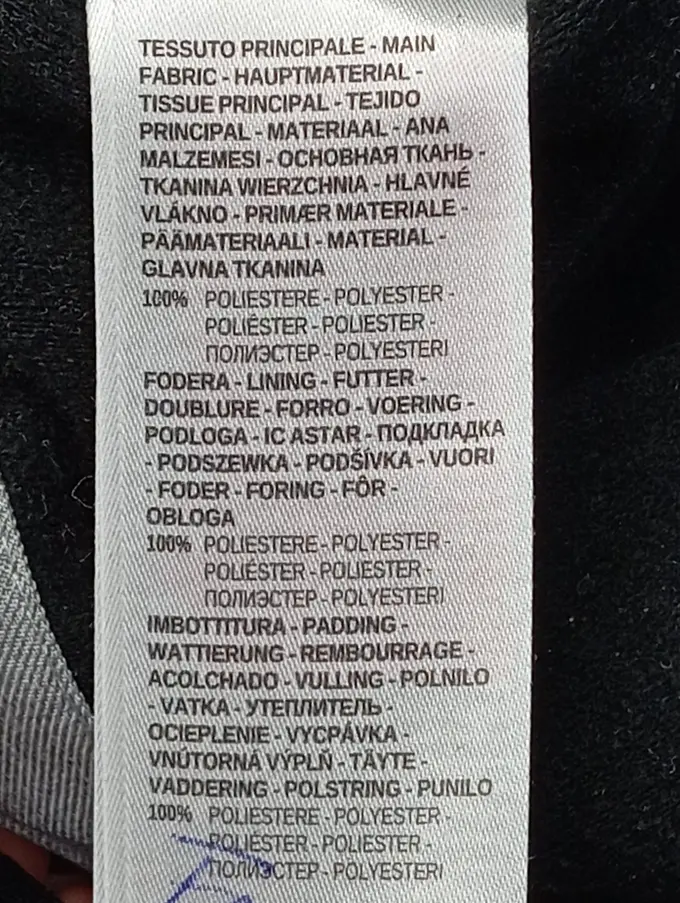 TESSUTO PRINCIPALE - MAIN
FABRIC - HAUPTMATERIAL -
TISSUE PRINCIPAL - TEJIDO
PRINCIPAL - MATERIAAL - ANA
MALZEMESI - ОСНОВНАЯ ТКАНЬ -
TKANINA WIERZCHNIA - HLAVNÉ
VLÁKNO - PRIMÆR MATERIALE -
PÄÄMATERIAALI - MATERIAL -
GLAVNA TKANINA
100% POLIESTERE - POLYESTER -
POLIÉSTER - POLIESTER -
ПОЛИЭСТЕР - POLYESTERI
FODERA - LINING - FUTTER -
DOUBLURE - FORRO - VOERING -
PODLOGA - IC ASTAR - ПОДКЛАДКА
- PODSZEWKA - PODŠÍVKA - VUORI
- FODER - FORING - FÔR -
OBLOGA
100% POLIESTERE - POLYESTER -
POLIÉSTER - POLIESTER -
ПОЛИЭСТЕР - POLYESTERI
IMBOTTITURA - PADDING -
WATTIERUNG - REMBOURRAGE -
ACOLCHADO - VULLING - POLNILO
- VATKA - УТЕПЛИТЕЛЬ -
OCIEPLENIE - VYCPÁVKA -
VNÚTORNÁ VÝPLŇ - TÄYTE -
VADDERING - POLSTRING - PUNILO
100% POLIESTERE - POLYESTER -
POLIÉSTER - POLIESTER -
ПОЛИЭСТЕР - POLYESTERI